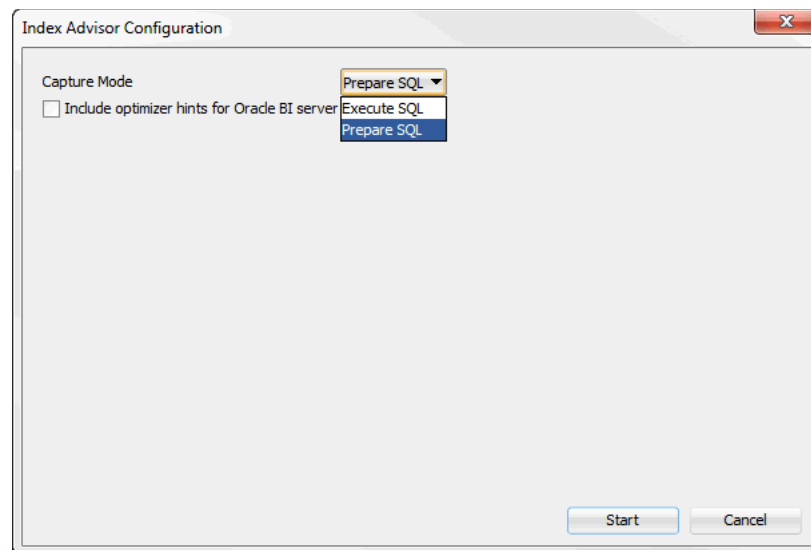 Index Advisor Configuration
Capture Mode Prepare SQL
Include optimizer hints for Oracle BI server Execute SQL
Prepare SQL
Start Cancel